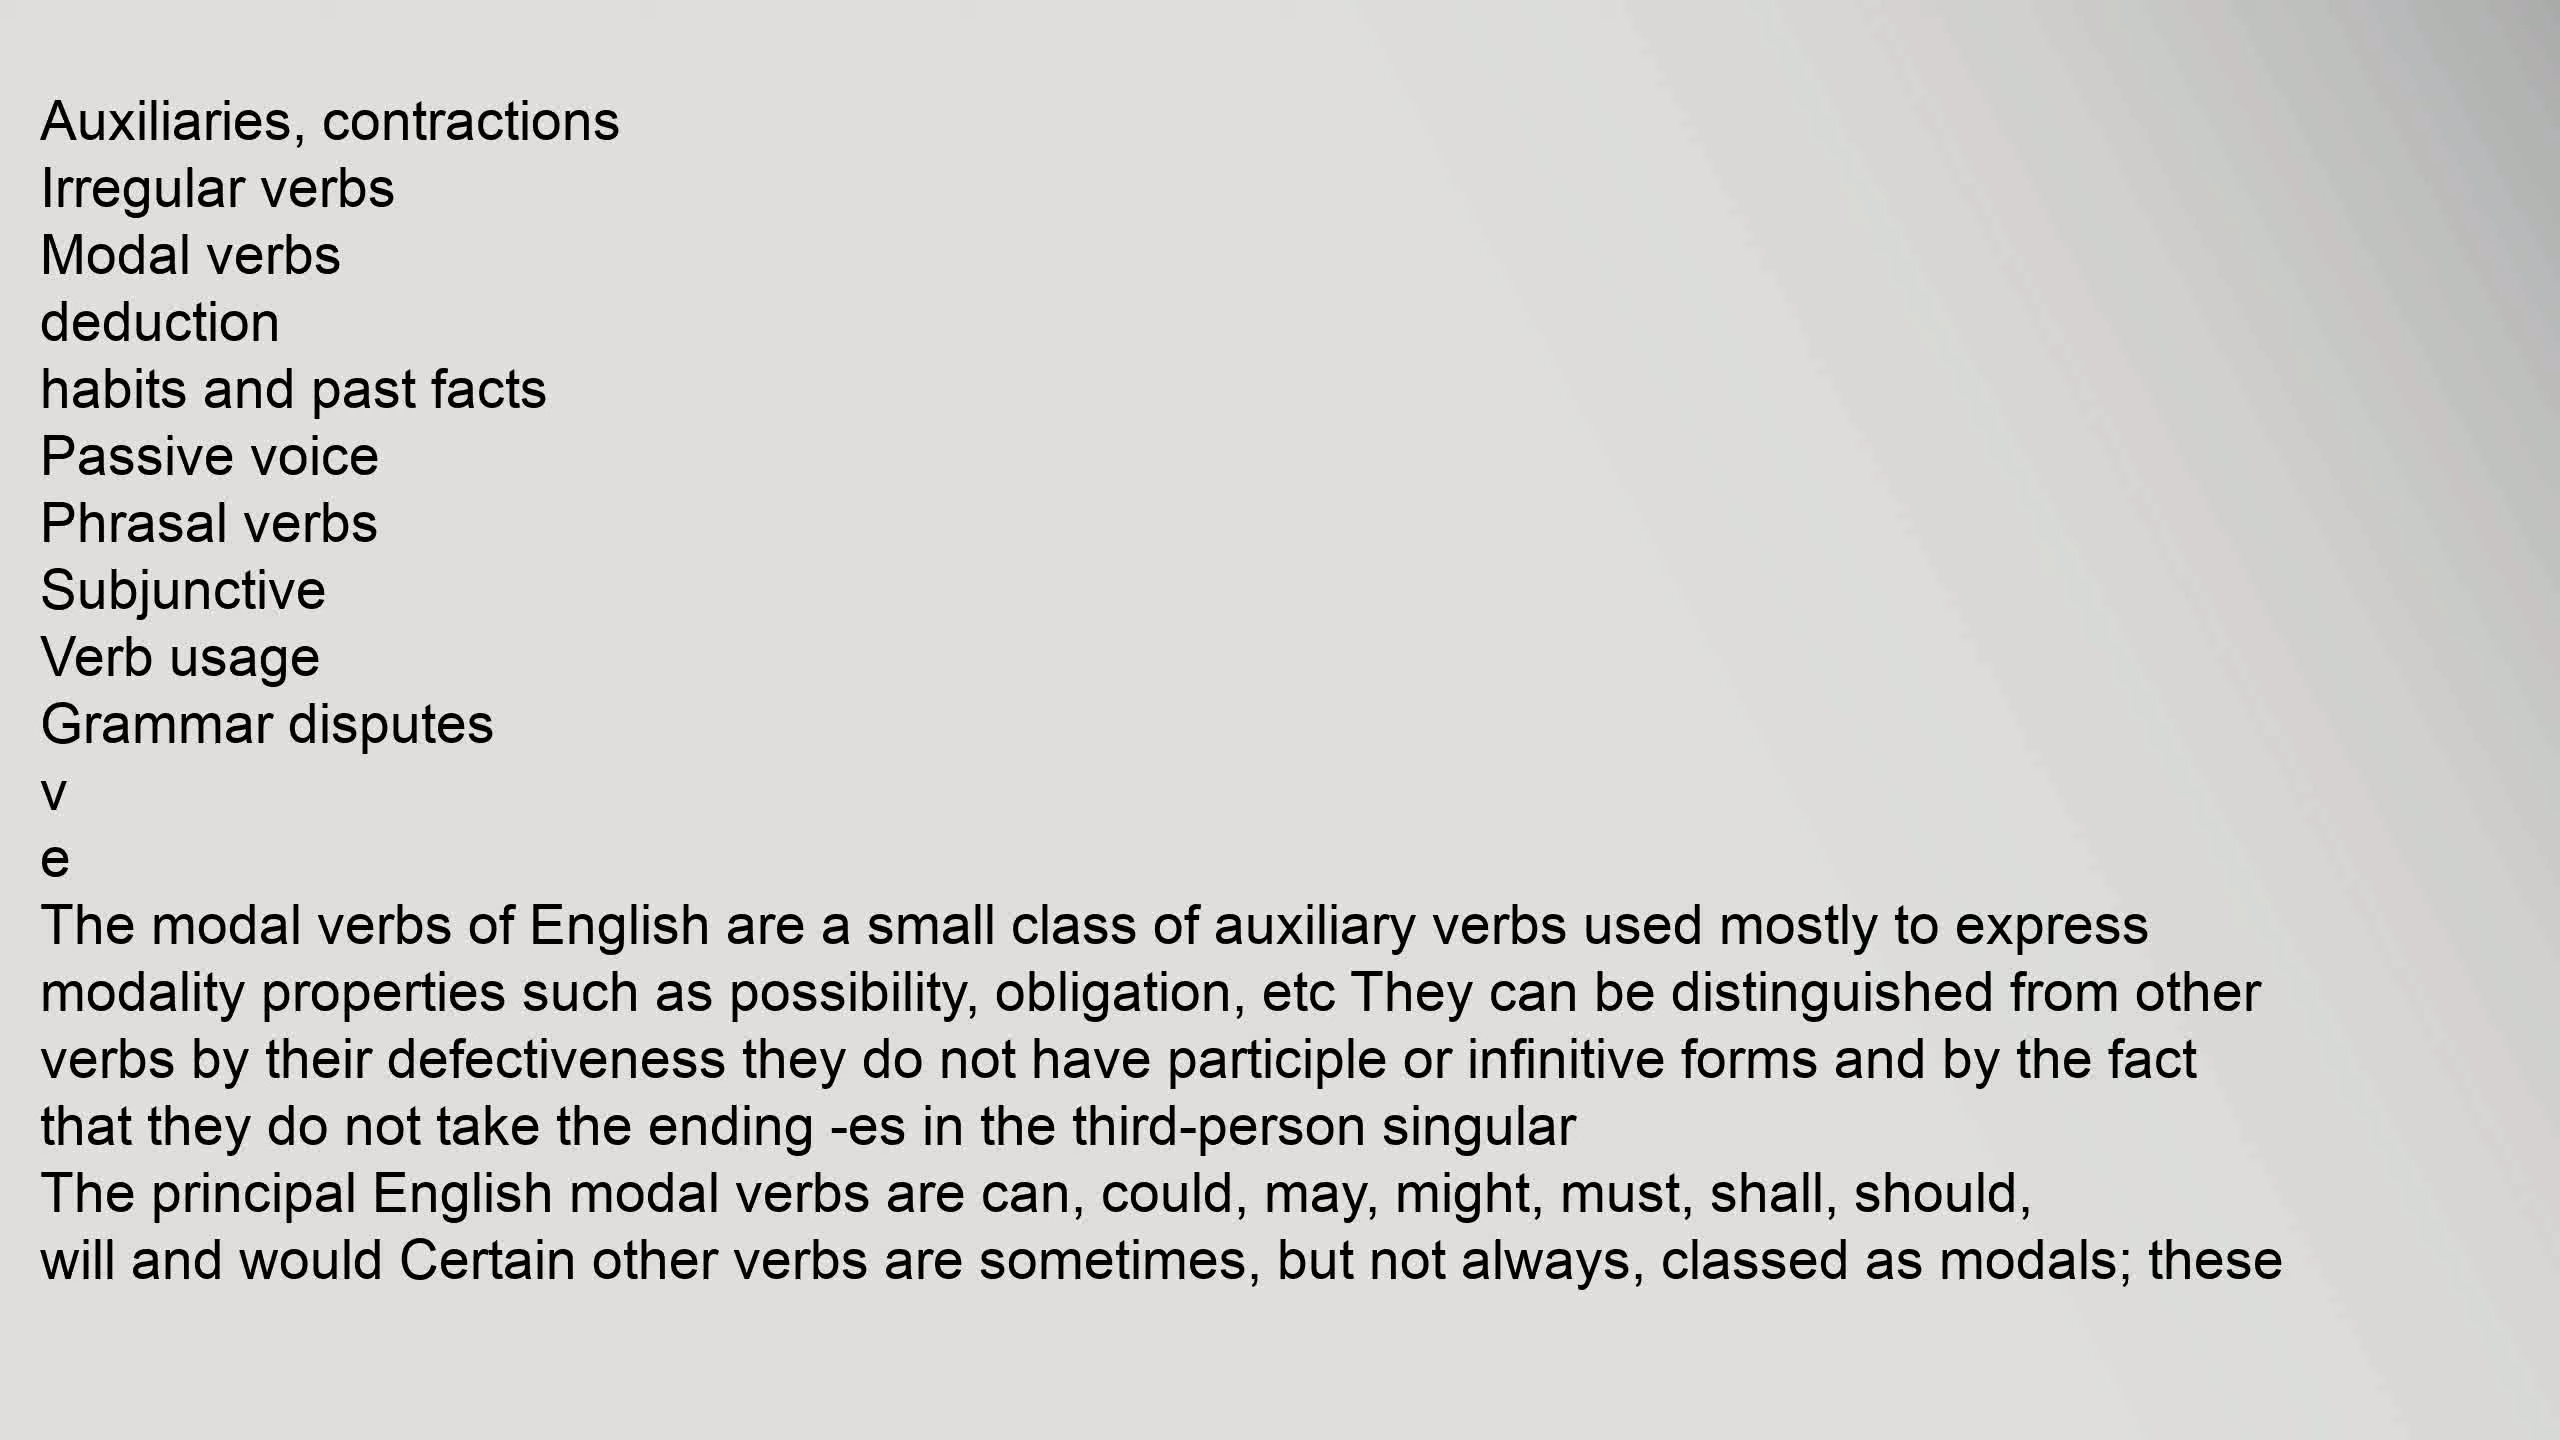 Auxiliaries, contractions
Irregular verbs
Modal verbs
deduction
habits and past facts
Passive voice
Phrasal verbs
Subjunctive
Verb usage
Grammar disputes
v
e
The modal verbs of English are a small class of auxiliary verbs used mostly to express
modality properties such as possibility, obligation, etc They can be distinguished from other
verbs by their defectiveness they do not have participle or infinitive forms and by the fact
that they do not take the ending -es in the third-person singular
The principal English modal verbs are can, could, may, might, must, shall, should,
will and would Certain other verbs are sometimes, but not always, classed as modals; these